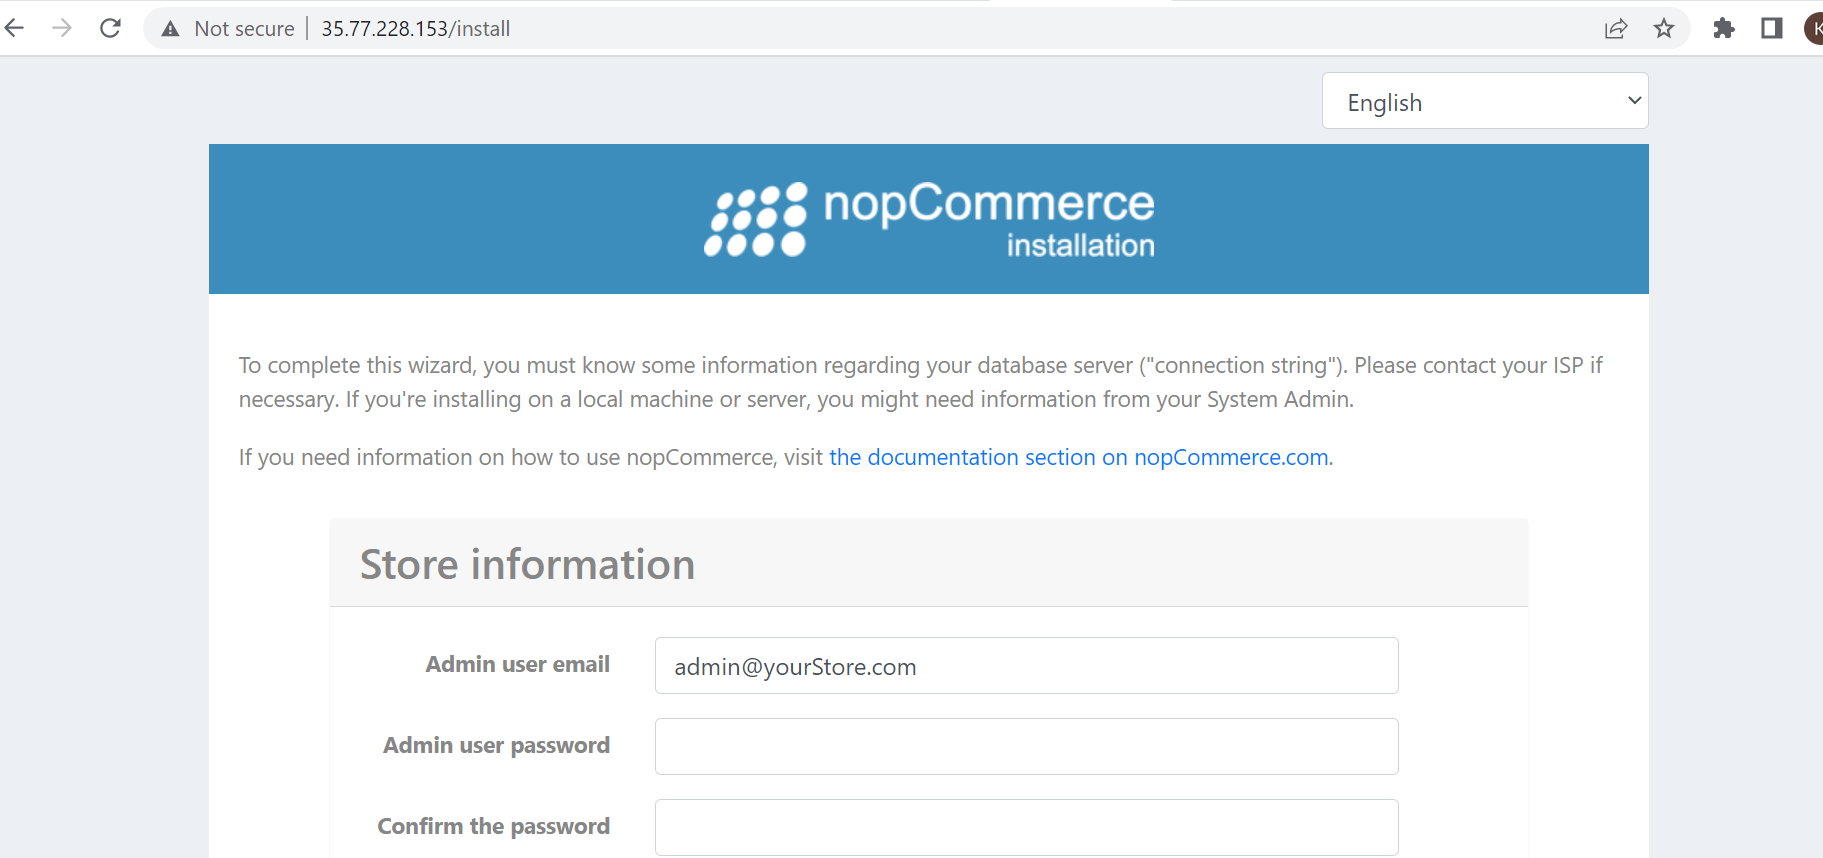 Not secure | 35.77.228.153/install
K
English
nopCommerce
installation
To complete this wizard, you must know some information regarding your database server ("connection string"). Please contact your ISP if
necessary. If you're installing on a local machine or server, you might need information from your System Admin.
If you need information on how to use nopCommerce, visit the documentation section on nopCommerce.com.
Store information
Admin user email
admin@yourStore.com
Admin user password
Confirm the password